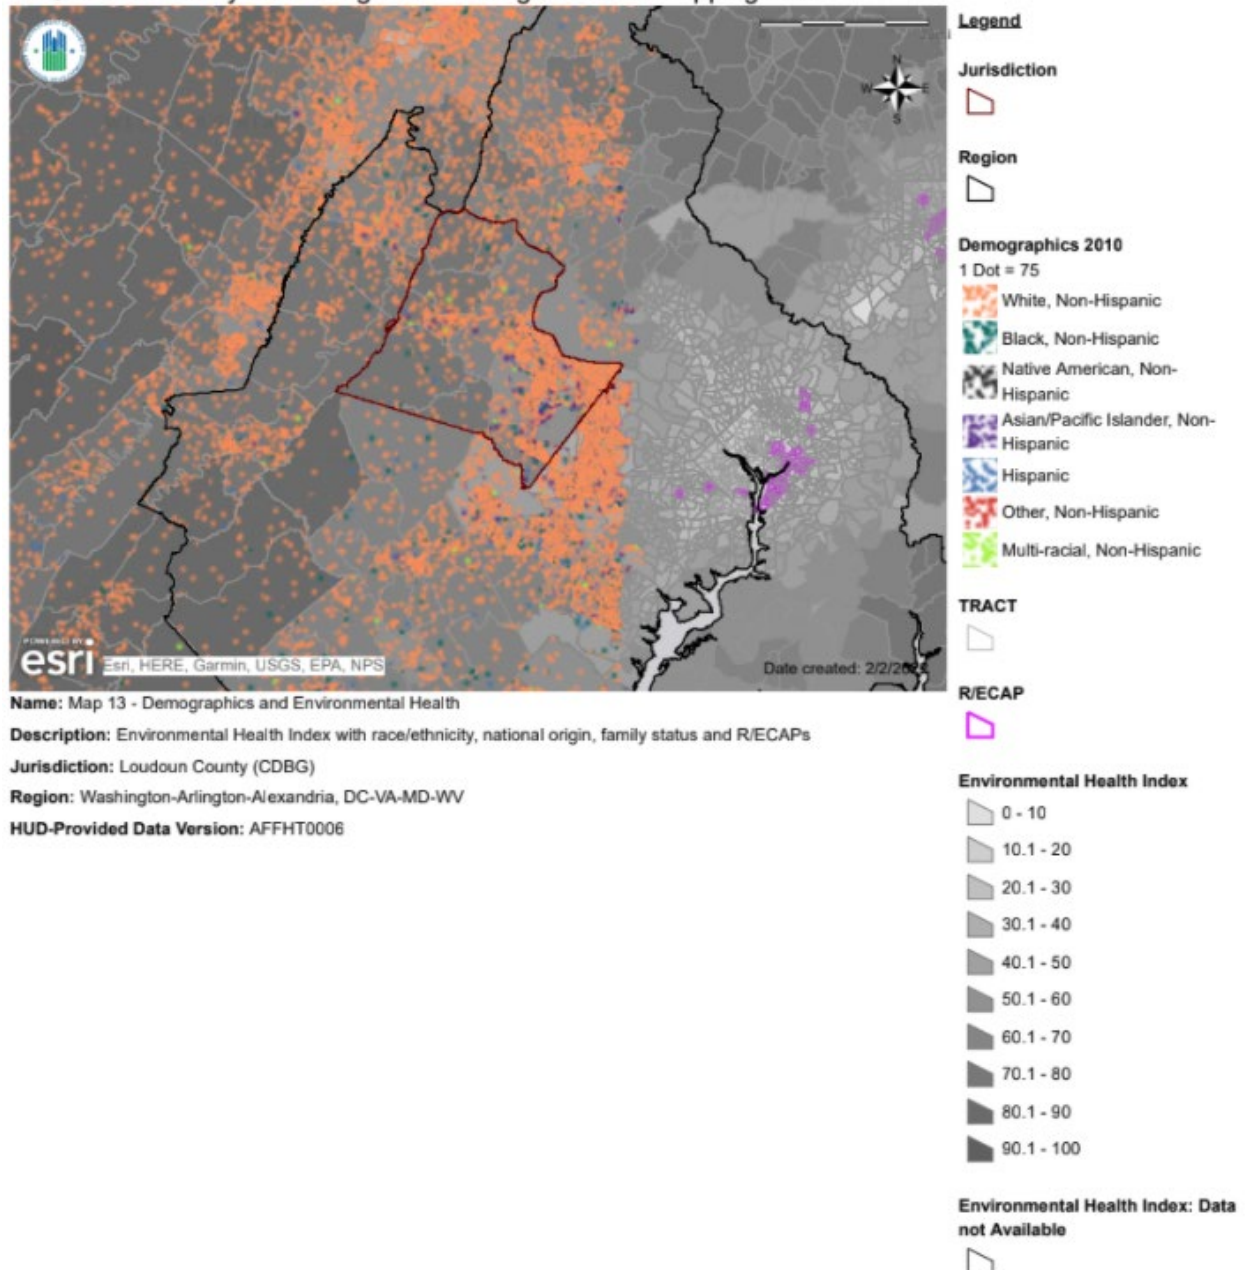 N
W E
S
POWERED BY
esri
Esri, HERE, Garmin, USGS, EPA, NPS
Date created:
Name: Map 13 - Demographics and Environmental Health
Description: Environmental Health Index with race/ethnicity, national origin, family status and R/ECAPs
Jurisdiction: Loudoun County (CDBG)
Region: Washington-Arlington-Alexandria, DC-VA-MD-WV
HUD-Provided Data Version: AFFHT0006
Legend
Jurisdiction
Region
Demographics 2010
1 Dot = 75
White, Non-Hispanic
Black, Non-Hispanic
Native American, Non-
Hispanic
Asian/Pacific Islander, Non-
Hispanic
Hispanic
Other, Non-Hispanic
Multi-racial, Non-Hispanic
TRACT
R/ECAP
Environmental Health Index
0 - 10
10.1 - 20
20.1 - 30
30.1 - 40
40.1 - 50
50.1 - 60
60.1 - 70
70.1 - 80
80.1 - 90
90.1 - 100
Environmental Health Index: Data
not Available